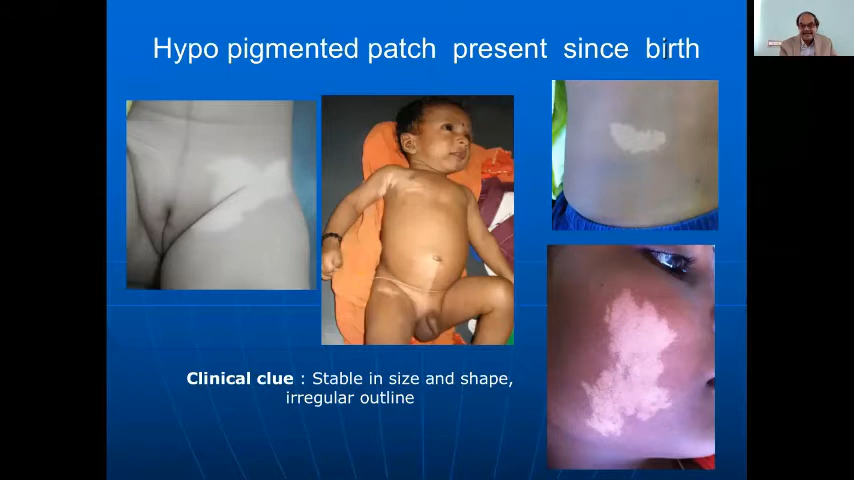 Hypo pigmented patch present since birth
Clinical clue : Stable in size and shape,
irregular outline